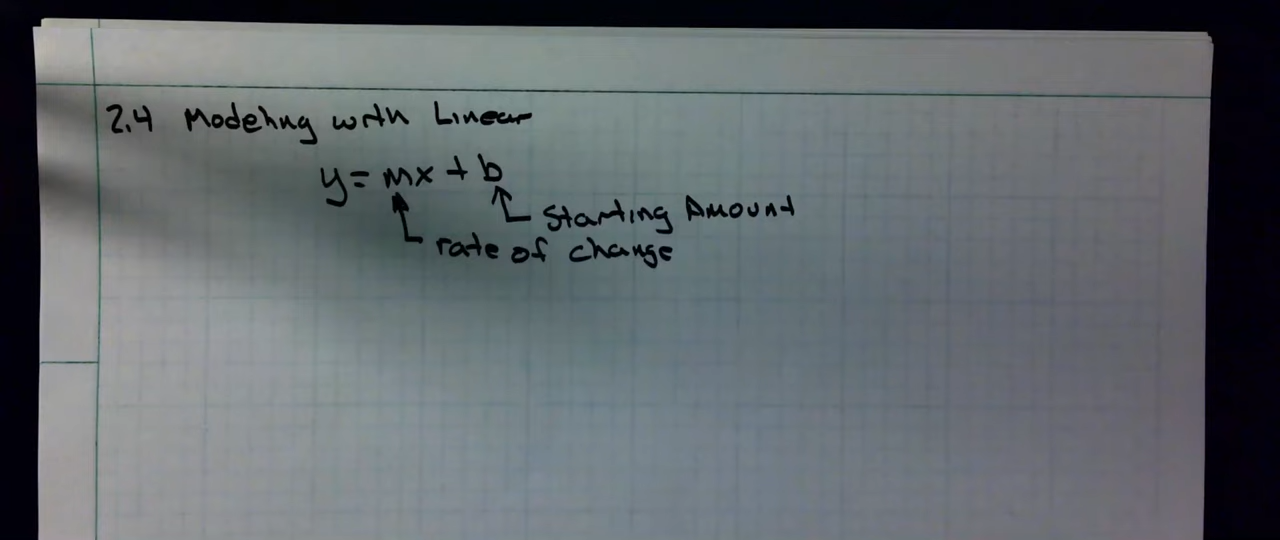 2.4 Modeling with Linear
y = mx + b
Starting Amount
rate of change